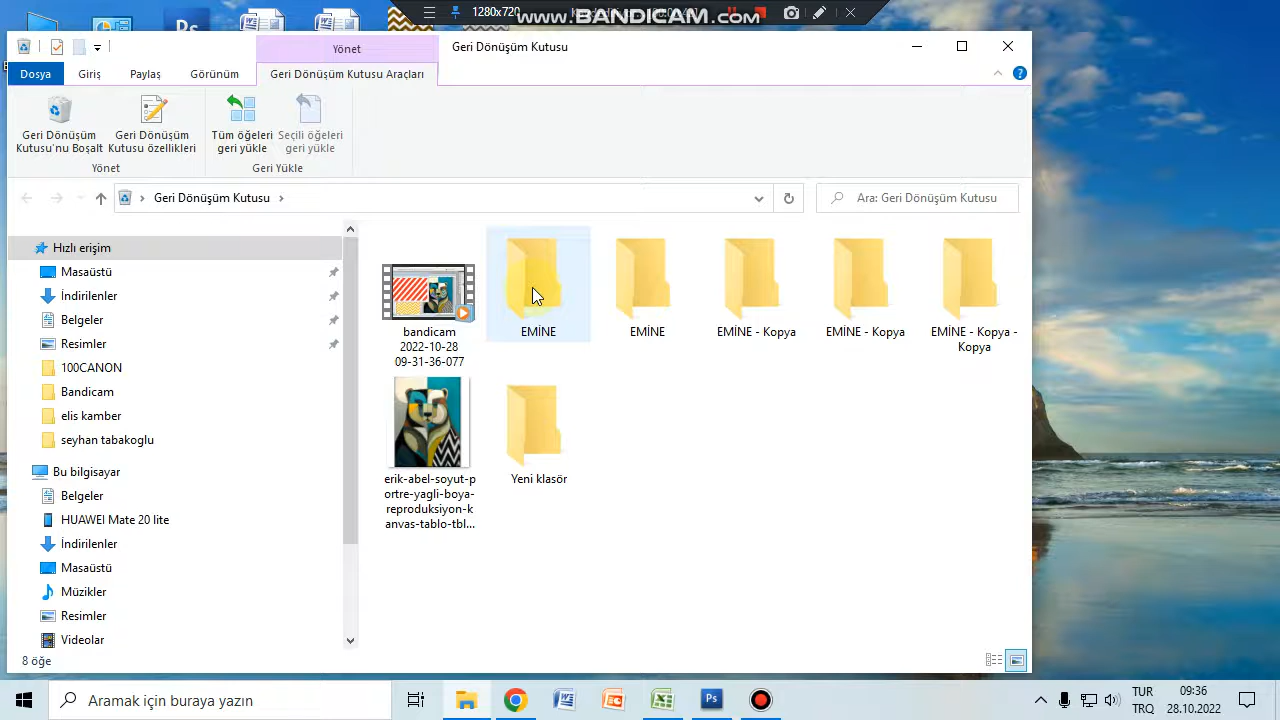 1280x720
www.BANDICAM.com
Yönet
Geri Dönüşüm Kutusu
Dosya
Giriş
Paylaş
Görünüm
Geri Dönüşüm Kutusu Araçları
Geri Dönüşüm
Kutusu'nu Boşalt
Geri Dönüşüm
Kutusu özellikleri
Tüm öğeleri
geri yükle
Seçili öğeleri
geri yükle
Yönet
Geri Yükle
Geri Dönüşüm Kutusu
Ara: Geri Dönüşüm Kutusu
Hızlı erişim
Masaüstü
İndirilenler
Belgeler
Resimler
100CANON
Bandicam
elis kamber
seyhan tabakoglu
Bu bilgisayar
Belgeler
HUAWEI Mate 20 lite
İndirilenler
Masaüstü
Müzikler
Resimler
Videolar
bandicam
2022-10-28
09-31-36-077
EMİNE
EMİNE
EMİNE - Kopya
EMİNE - Kopya
EMİNE - Kopya -
Kopya
erik-abel-soyut-p
ortre-yagli-boya-
reproduksiyon-k
anvas-tablo-tbl...
Yeni klasör
8 öğe
Aramak için buraya yazın
TUR
TRQ
09:36
28.10.2022